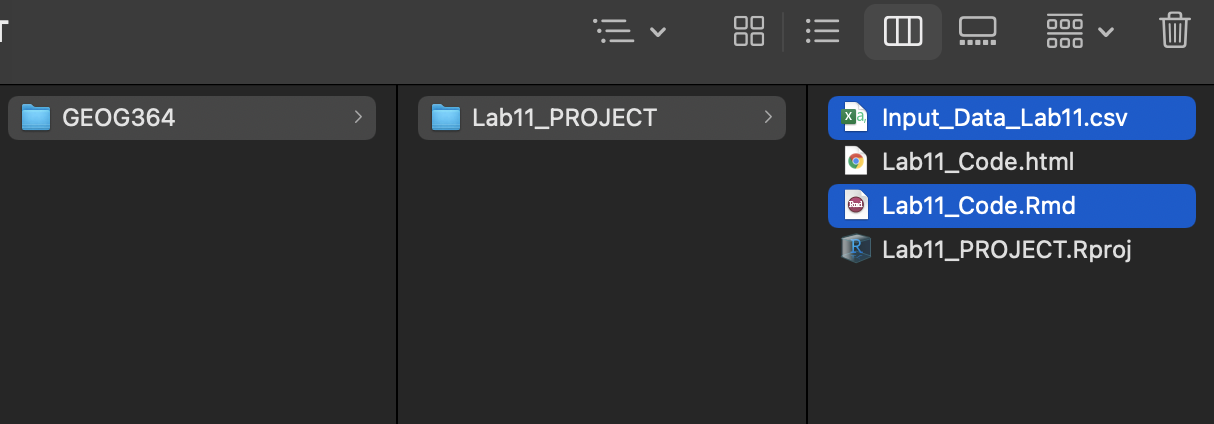 T
GEOG364
Lab11_PROJECT
Input_Data_Lab11.csv
Lab11_Code.html
Lab11_Code.Rmd
Lab11_PROJECT.Rproj